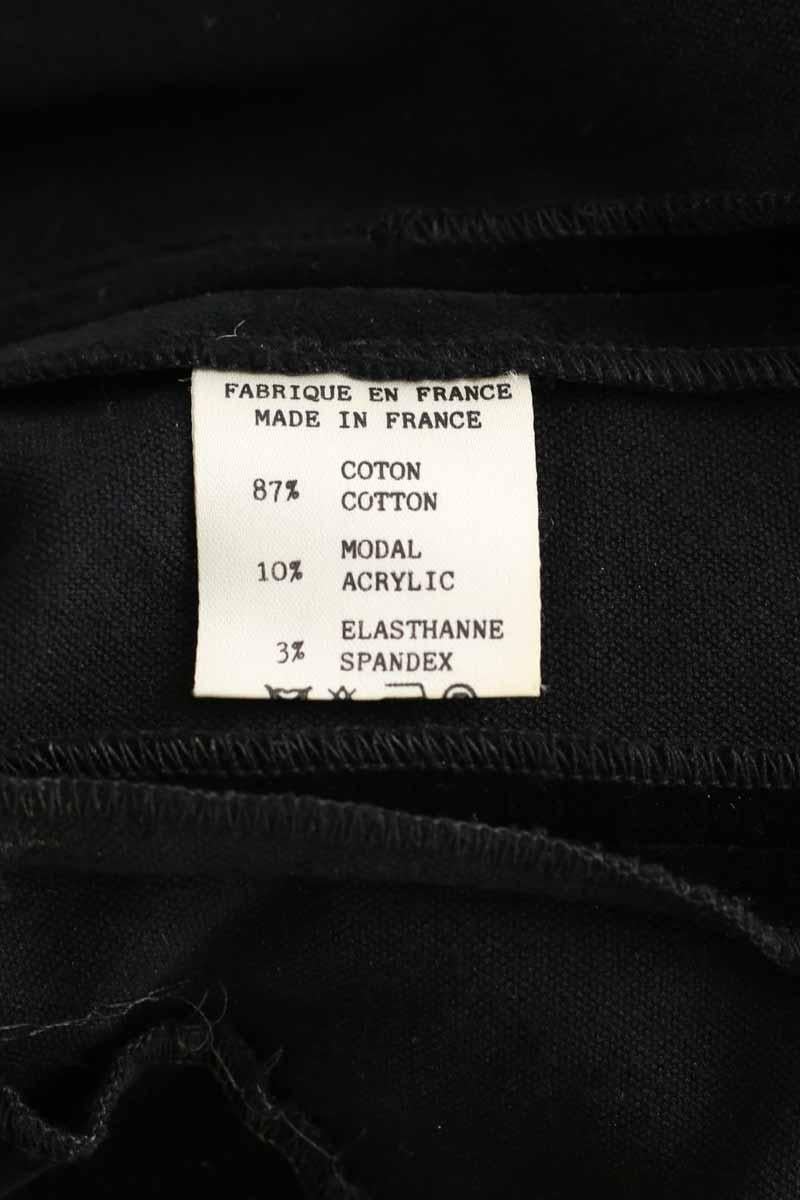 FABRIQUE EN FRANCE
MADE IN FRANCE
87% COTON
COTTON
10% MODAL
ACRYLIC
3% ELASTHANNE
SPANDEX